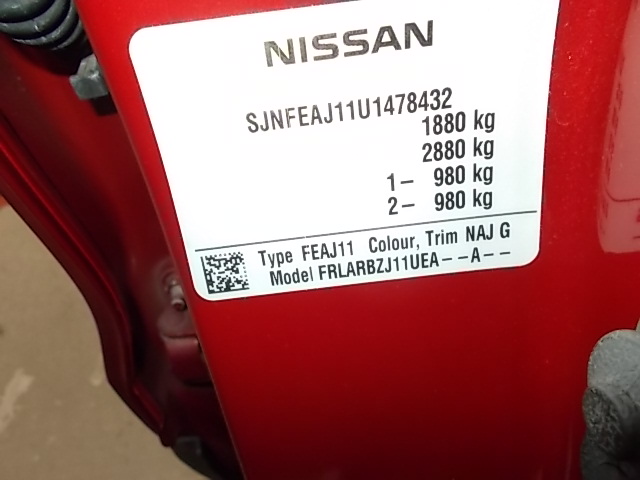 NISSAN
SJNFEAJ11U1478432
1880 kg
2880 kg
1– 980 kg
2– 980 kg
Type FEAJ11 Colour, Trim NAJ G
Model FRLARBZJ11UEA––A––